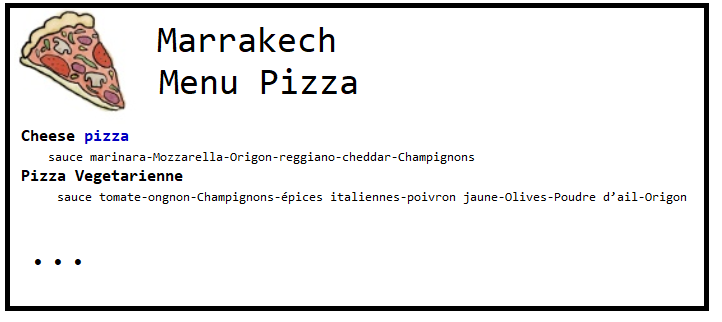 Marrakech
Menu Pizza
Cheese pizza
sauce marinara-Mozzarella-Origon-reggiano-cheddar-Champignons
Pizza Vegetarienne
sauce tomate-ongnon-Champignons-épices italiennes-poivron jaune-Olives-Poudre d’ail-Origon
...